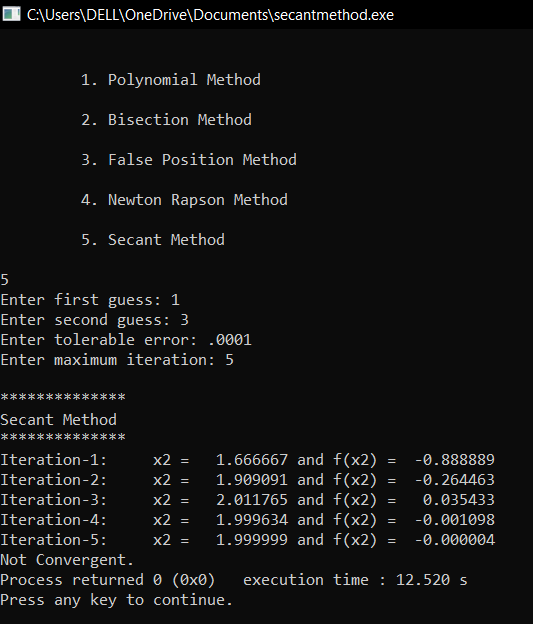 C:\Users\DELL\OneDrive\Documents\secantmethod.exe
1. Polynomial Method
2. Bisection Method
3. False Position Method
4. Newton Rapson Method
5. Secant Method
5
Enter first guess: 1
Enter second guess: 3
Enter tolerable error: .0001
Enter maximum iteration: 5
**************
Secant Method
**************
Iteration-1:     x2 =   1.666667 and f(x2) =  -0.888889
Iteration-2:     x2 =   1.909091 and f(x2) =  -0.264463
Iteration-3:     x2 =   2.011765 and f(x2) =   0.035433
Iteration-4:     x2 =   1.999634 and f(x2) =  -0.001098
Iteration-5:     x2 =   1.999999 and f(x2) =  -0.000004
Not Convergent.
Process returned 0 (0x0)   execution time : 12.520 s
Press any key to continue.